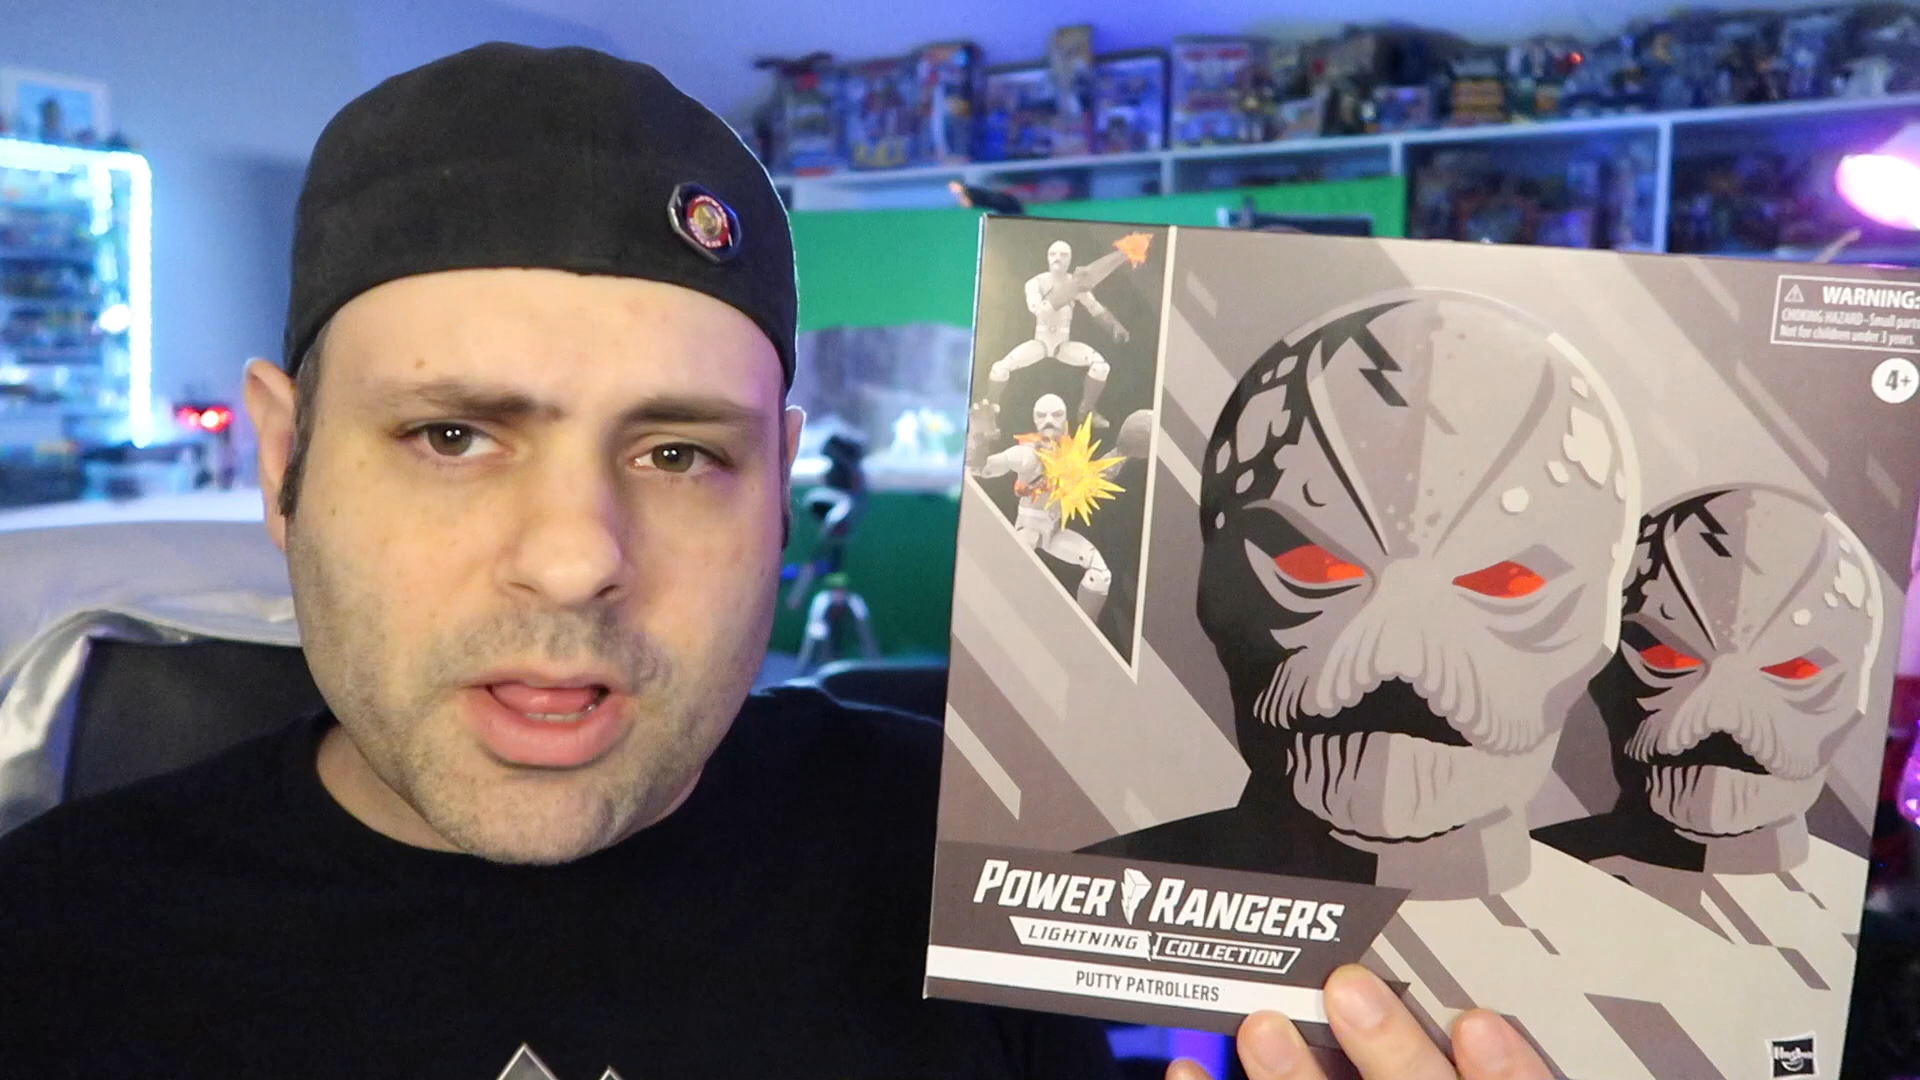 WARNING:
CHOKING HAZARD–Small parts
Not for children under 3 years.
4+
POWER RANGERS
LIGHTNING COLLECTION
PUTTY PATROLLERS
Hasbro